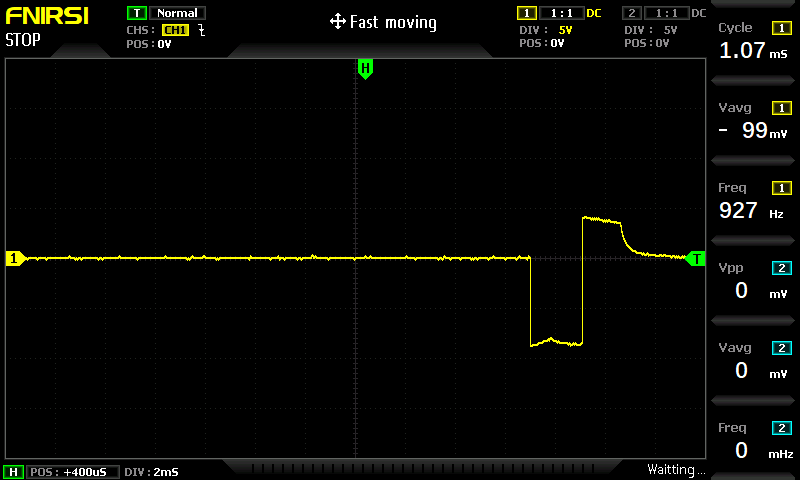 FNIRSI
STOP
T Normal
CHS: CH1
POS:0V
Fast moving
1 1:1 DC
DIV: 5V
POS:0V
2 1:1 DC
DIV: 5V
POS:0V
H
1
T
Cycle 1
1.07 mS
Vavg 1
- 99 mV
Freq 1
927 Hz
Vpp 2
0 mV
Vavg 2
0 mV
Freq 2
0 mHz
H POS: +400uS DIV:2mS
Waitting...